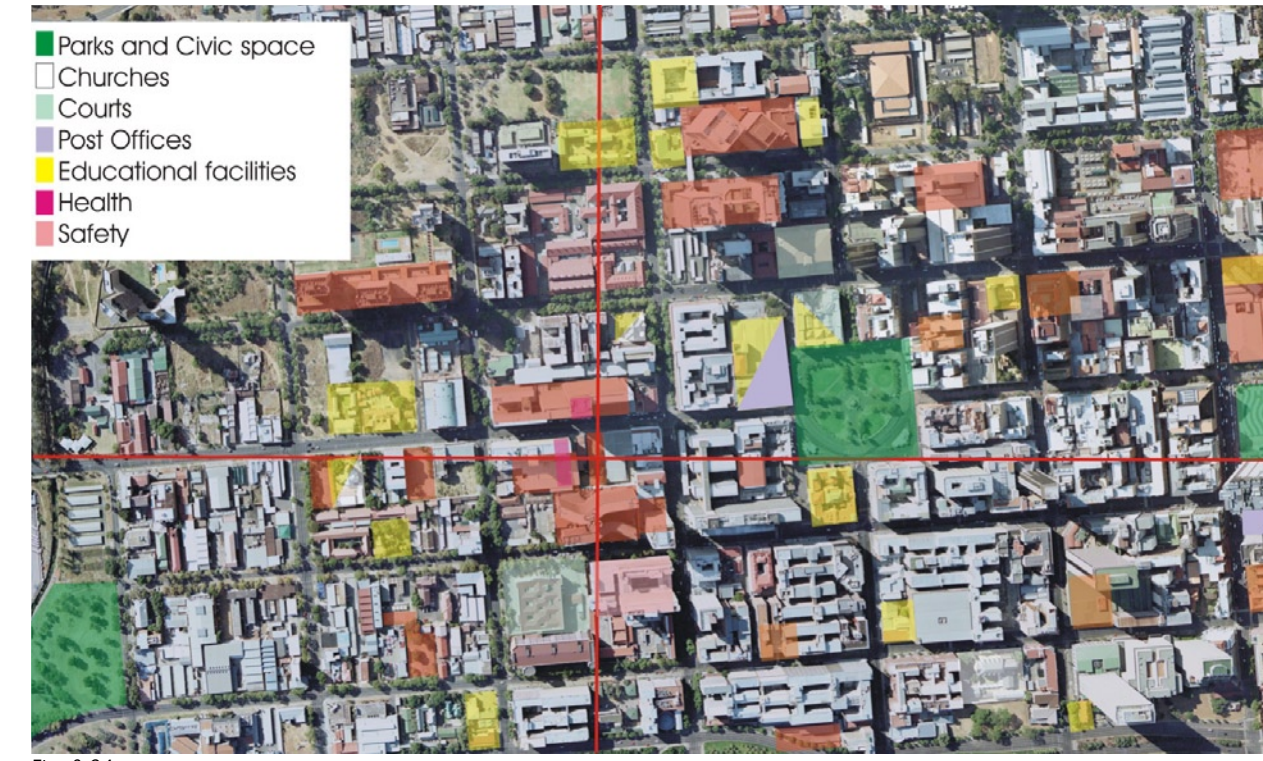 Parks and Civic space
Churches
Courts
Post Offices
Educational facilities
Health
Safety